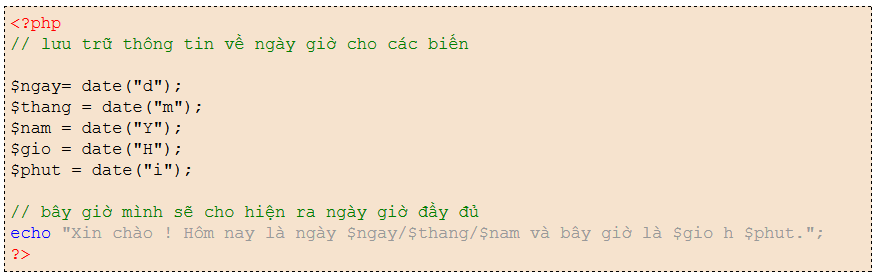 <?php
// lưu trữ thông tin về ngày giờ cho các biến
$ngay= date("d");
$thang = date("m");
$nam = date("Y");
$gio = date("H");
$phut = date("i");
// bây giờ mình sẽ cho hiện ra ngày giờ đầy đủ
echo "Xin chào ! Hôm nay là ngày $ngay/$thang/$nam và bây giờ là $gio h $phut.";
?>